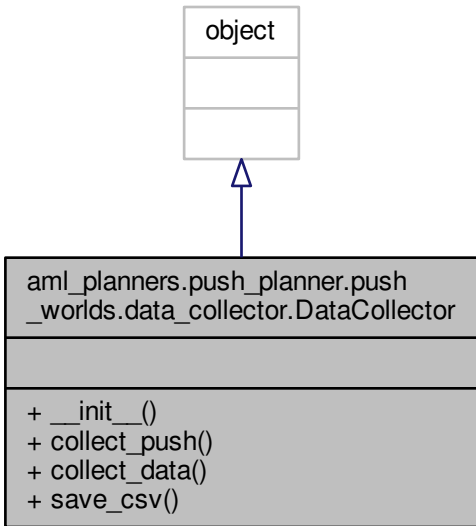 object
aml_planners.push_planner.push
_worlds.data_collector.DataCollector
+ __init__()
+ collect_push()
+ collect_data()
+ save_csv()